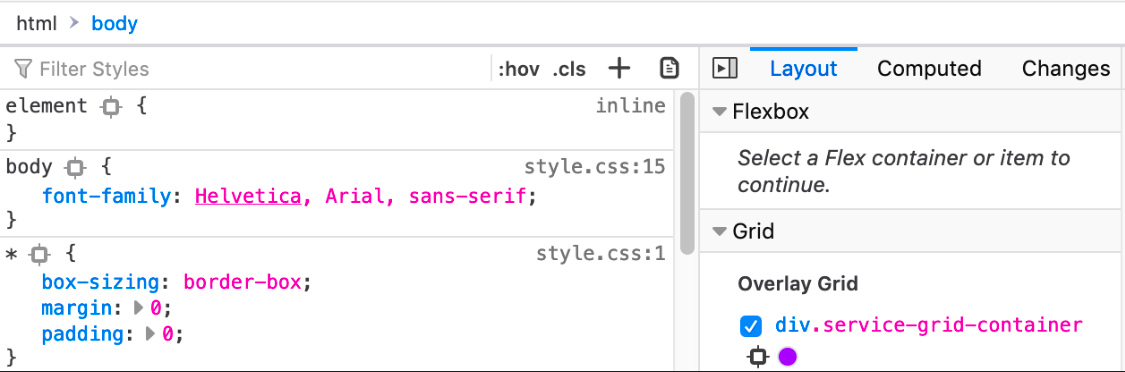 html > body
Filter Styles
:hov .cls +
element {
inline
}
body {
style.css:15
font-family: Helvetica, Arial, sans-serif;
}
* {
style.css:1
box-sizing: border-box;
margin: 0;
padding: 0;
}
Layout Computed Changes
Flexbox
Select a Flex container or item to
continue.
Grid
Overlay Grid
div.service-grid-container